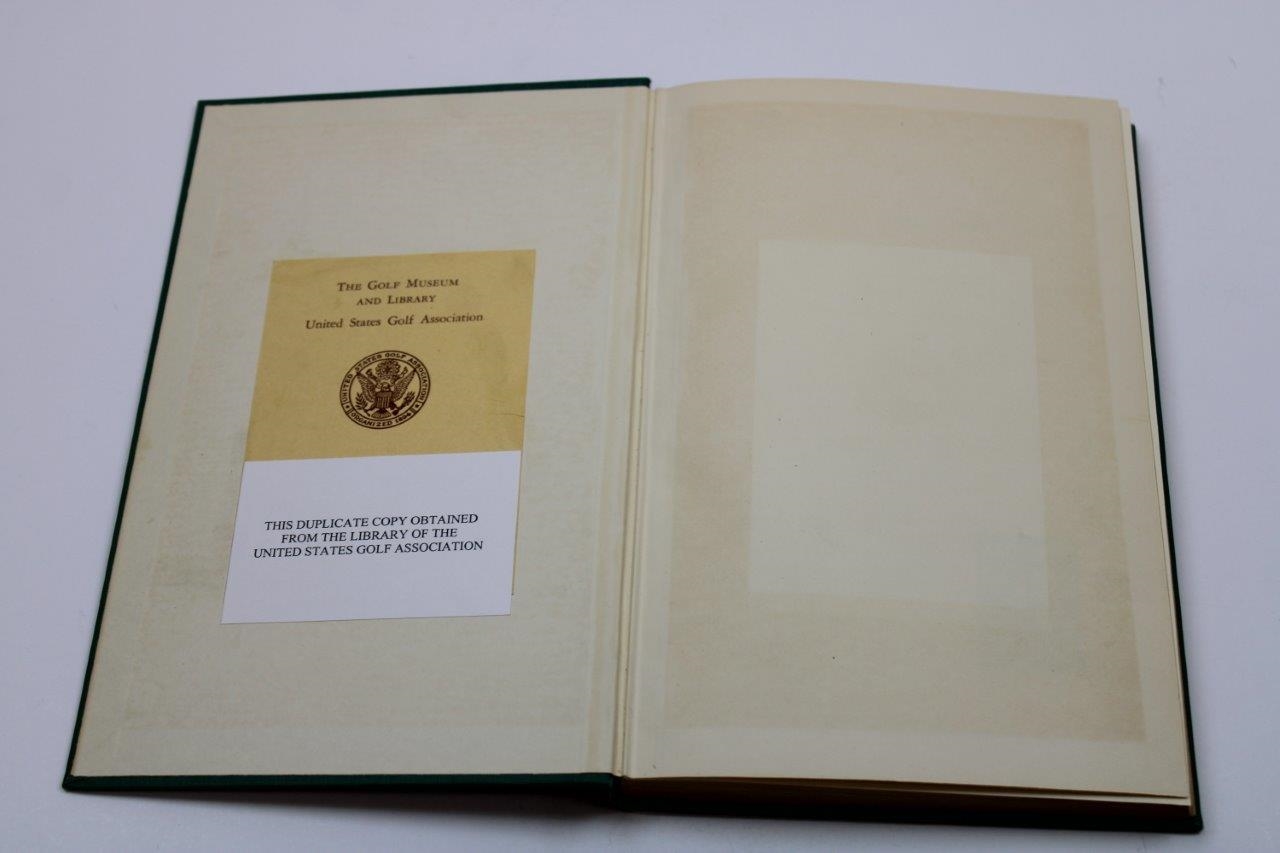 The Golf Museum
and Library
United States Golf Association
UNITED STATES GOLF ASSOCIATION
ORGANIZED 1894
THIS DUPLICATE COPY OBTAINED
FROM THE LIBRARY OF THE
UNITED STATES GOLF ASSOCIATION